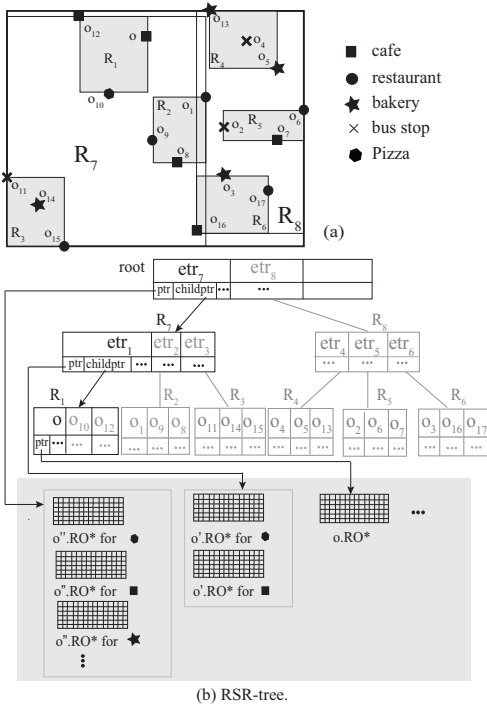 o12
o
R1
o10
o13
o4
o5
R4
cafe
restaurant
bakery
bus stop
Pizza
R2
o1
o9
o8
o2
R5
o6
o7
R7
o11
o14
R3
o15
o3
o17
o16
R6
R8
(a)
root
etr7
etr8
ptr childptr ...
...
R7
R8
etr1
etr2
etr3
etr4
etr5
etr6
ptr childptr ... ... ...
... ... ...
R1
R2
R3
R4
R5
R6
o o10 o12
o1 o9 o8
o11 o14 o15
o4 o5 o13
o2 o6 o7
o3 o16 o17
ptr ... ...
... ... ...
... ... ...
... ... ...
... ... ...
... ... ...
o''.RO* for
o'.RO* for
o.RO*
...
o''.RO* for
o'.RO* for
o''.RO* for
(b) RSR-tree.